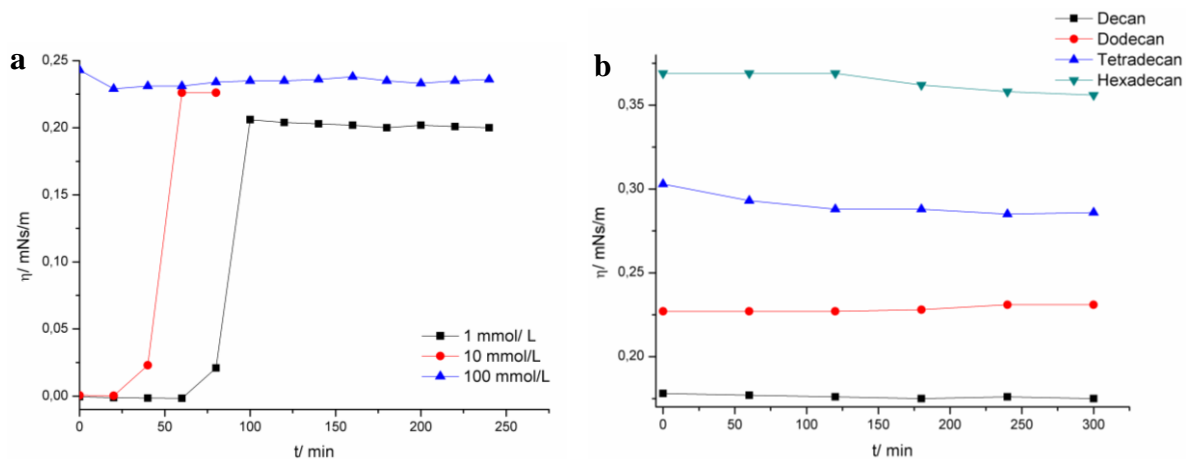 a
0,25
0,20
0,15
0,10
0,05
0,00
η/ mNs/m
0 50 100 150 200 250
t/ min
1 mmol/ L
10 mmol/L
100 mmol/L
b
Decan
Dodecan
Tetradecan
Hexadecan
0,35
0,30
0,25
0,20
η/ mNs/m
0 50 100 150 200 250 300
t/ min